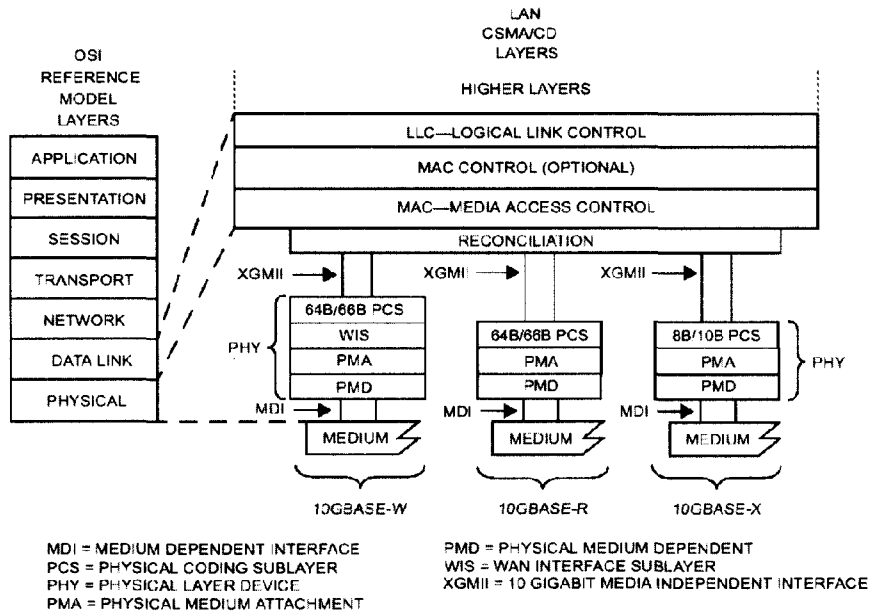 LAN
CSMA/CD
LAYERS
OSI
REFERENCE
MODEL
LAYERS
HIGHER LAYERS
LLC—LOGICAL LINK CONTROL
MAC CONTROL (OPTIONAL)
MAC—MEDIA ACCESS CONTROL
RECONCILIATION
APPLICATION
PRESENTATION
SESSION
TRANSPORT
NETWORK
DATA LINK
PHYSICAL
XGMII
XGMII
XGMII
PHY
64B/66B PCS
WIS
PMA
PMD
64B/66B PCS
PMA
PMD
8B/10B PCS
PMA
PMD
PHY
MDI
MDI
MDI
MEDIUM
MEDIUM
MEDIUM
10GBASE-W
10GBASE-R
10GBASE-X
MDI = MEDIUM DEPENDENT INTERFACE
PCS = PHYSICAL CODING SUBLAYER
PHY = PHYSICAL LAYER DEVICE
PMA = PHYSICAL MEDIUM ATTACHMENT
PMD = PHYSICAL MEDIUM DEPENDENT
WIS = WAN INTERFACE SUBLAYER
XGMII = 10 GIGABIT MEDIA INDEPENDENT INTERFACE